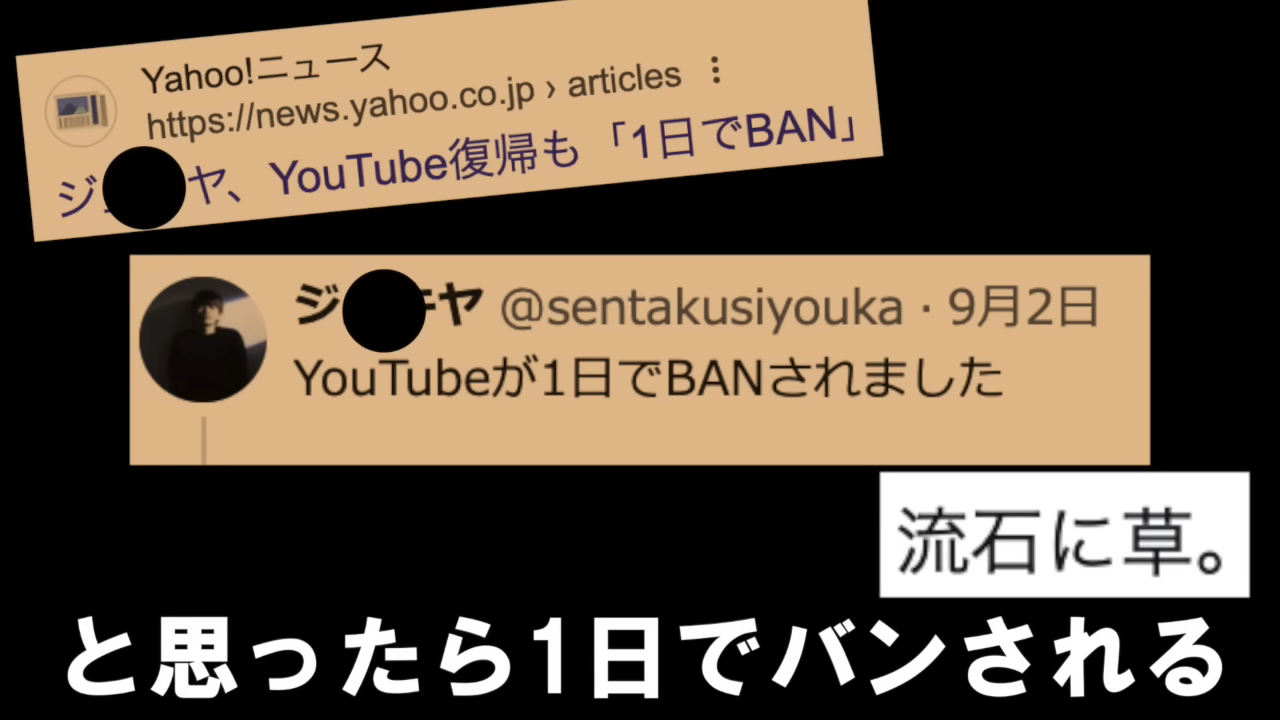 Yahoo!ニュース
https://news.yahoo.co.jp › articles
ジ ヤ、YouTube復帰も「1日でBAN」
ジ キヤ @sentakusiyouka · 9月2日
YouTubeが1日でBANされました
流石に草。
と思ったら1日でバンされる